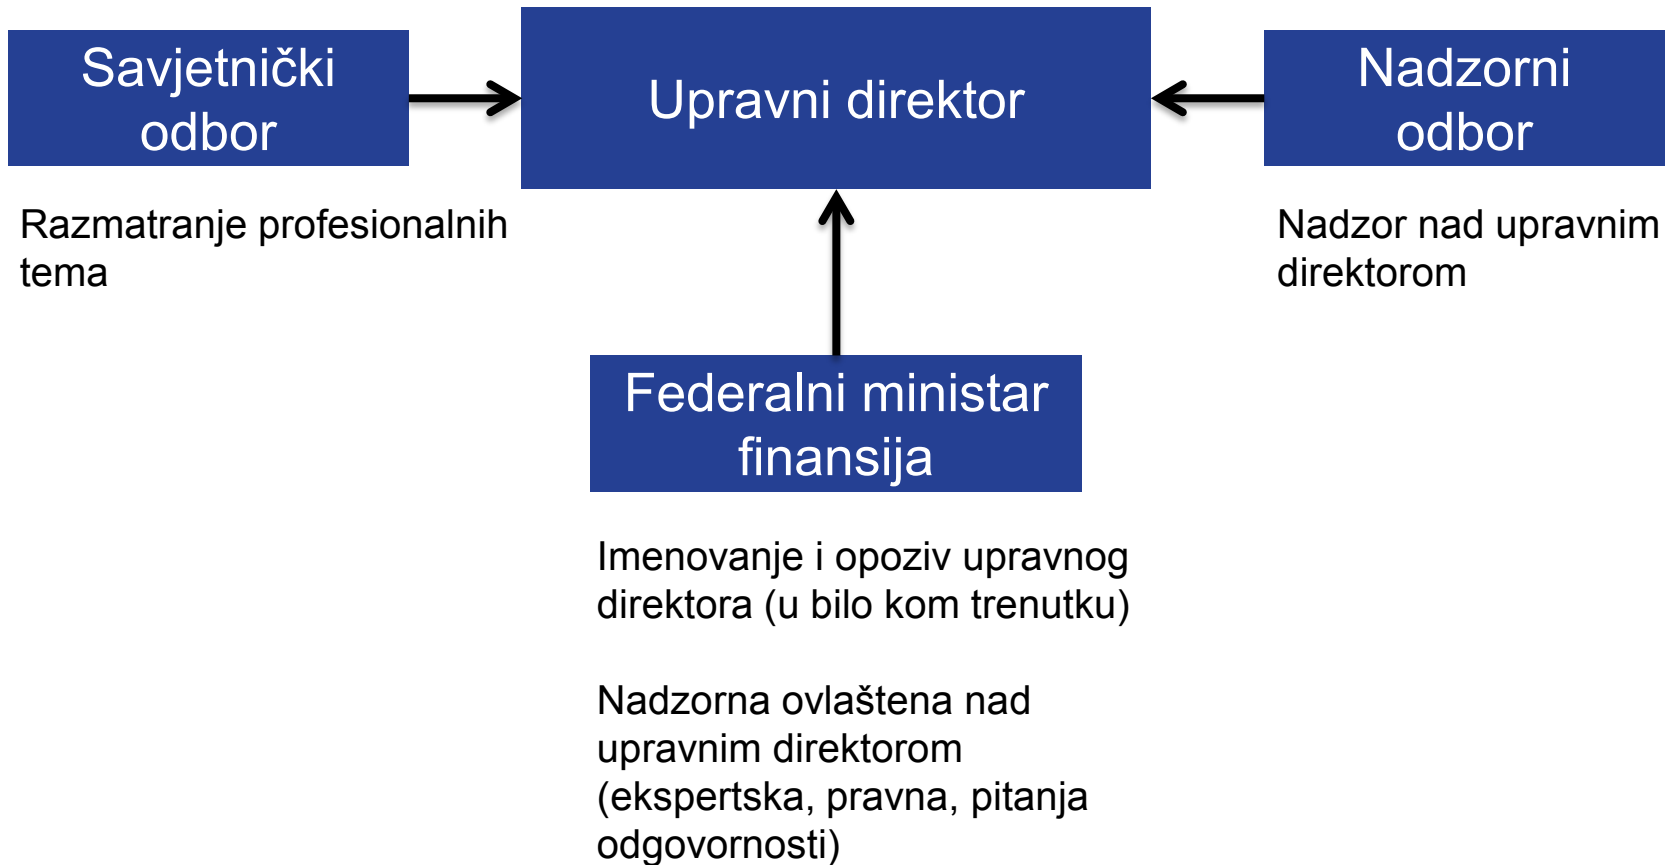 Savjetnički
odbor
Upravni direktor
Nadzorni
odbor
Razmatranje profesionalnih
tema
Nadzor nad upravnim
direktorom
Federalni ministar
finansija
Imenovanje i opoziv upravnog
direktora (u bilo kom trenutku)
Nadzorna ovlaštena nad
upravnim direktorom
(ekspertska, pravna, pitanja
odgovornosti)